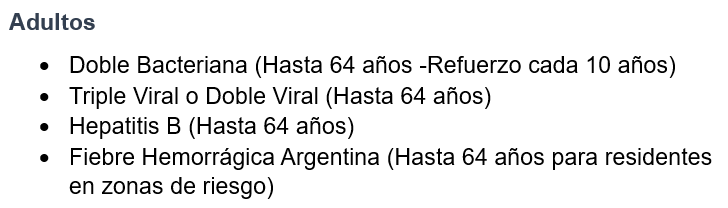 Adultos
• Doble Bacteriana (Hasta 64 años -Refuerzo cada 10 años)
• Triple Viral o Doble Viral (Hasta 64 años)
• Hepatitis B (Hasta 64 años)
• Fiebre Hemorrágica Argentina (Hasta 64 años para residentes
en zonas de riesgo)